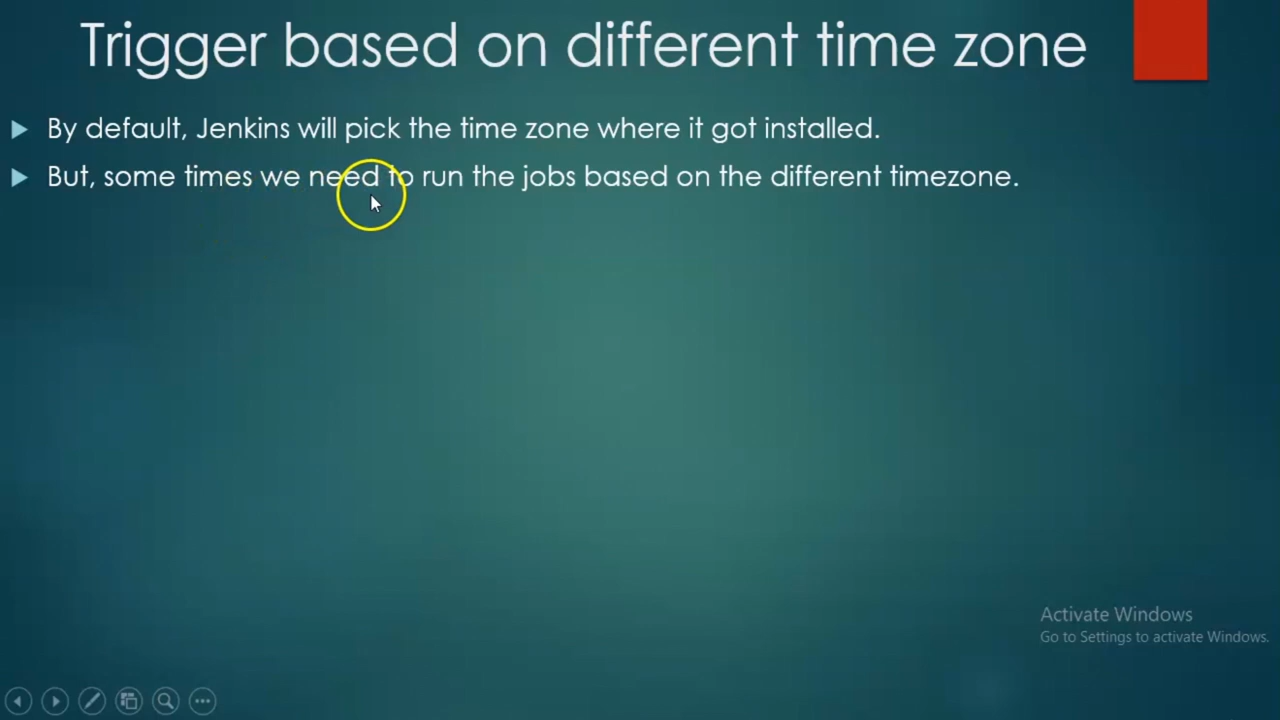 Trigger based on different time zone
By default, Jenkins will pick the time zone where it got installed.
But, some times we need to run the jobs based on the different timezone.
Activate Windows
Go to Settings to activate Windows.